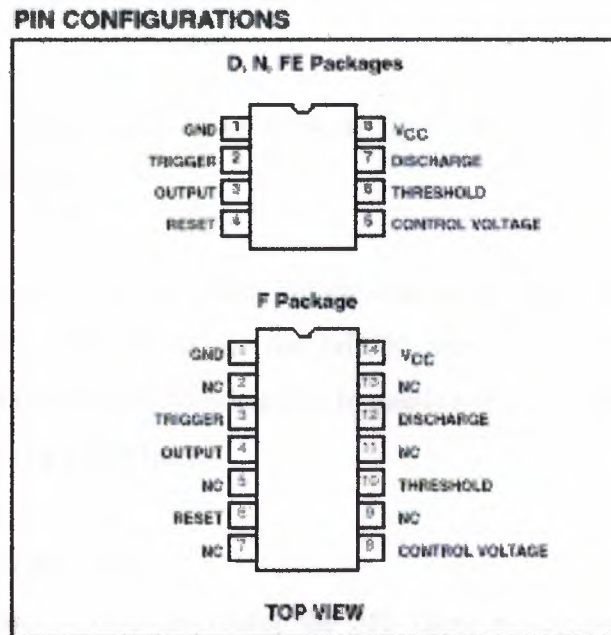 PIN CONFIGURATIONS
D, N, FE Packages
GND 1 8 VCC
TRIGGER 2 7 DISCHARGE
OUTPUT 3 6 THRESHOLD
RESET 4 5 CONTROL VOLTAGE
F Package
GND 1 14 VCC
NC 2 13 NC
TRIGGER 3 12 DISCHARGE
OUTPUT 4 11 NC
NC 5 10 THRESHOLD
RESET 6 9 NC
NC 7 8 CONTROL VOLTAGE
TOP VIEW